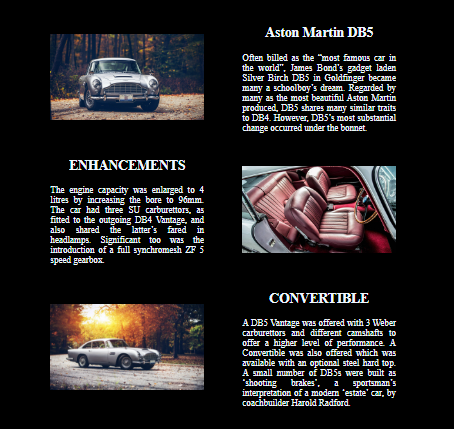 Aston Martin DB5
Often billed as the “most famous car in
the world”, James Bond’s gadget laden
Silver Birch DB5 in Goldfinger became
many a schoolboy’s dream. Regarded by
many as the most beautiful Aston Martin
produced, DB5 shares many similar traits
to DB4. However, DB5’s most substantial
change occurred under the bonnet.
ENHANCEMENTS
The engine capacity was enlarged to 4
litres by increasing the bore to 96mm.
The car had three SU carburettors, as
fitted to the outgoing DB4 Vantage, and
also shared the latter’s fared in
headlamps. Significant too was the
introduction of a full synchromesh ZF 5
speed gearbox.
CONVERTIBLE
A DB5 Vantage was offered with 3 Weber
carburettors and different camshafts to
offer a higher level of performance. A
Convertible was also offered which was
available with an optional steel hard top.
A small number of DB5s were built as
‘shooting brakes’, a sportsman’s
interpretation of a modern ‘estate’ car, by
coachbuilder Harold Radford.